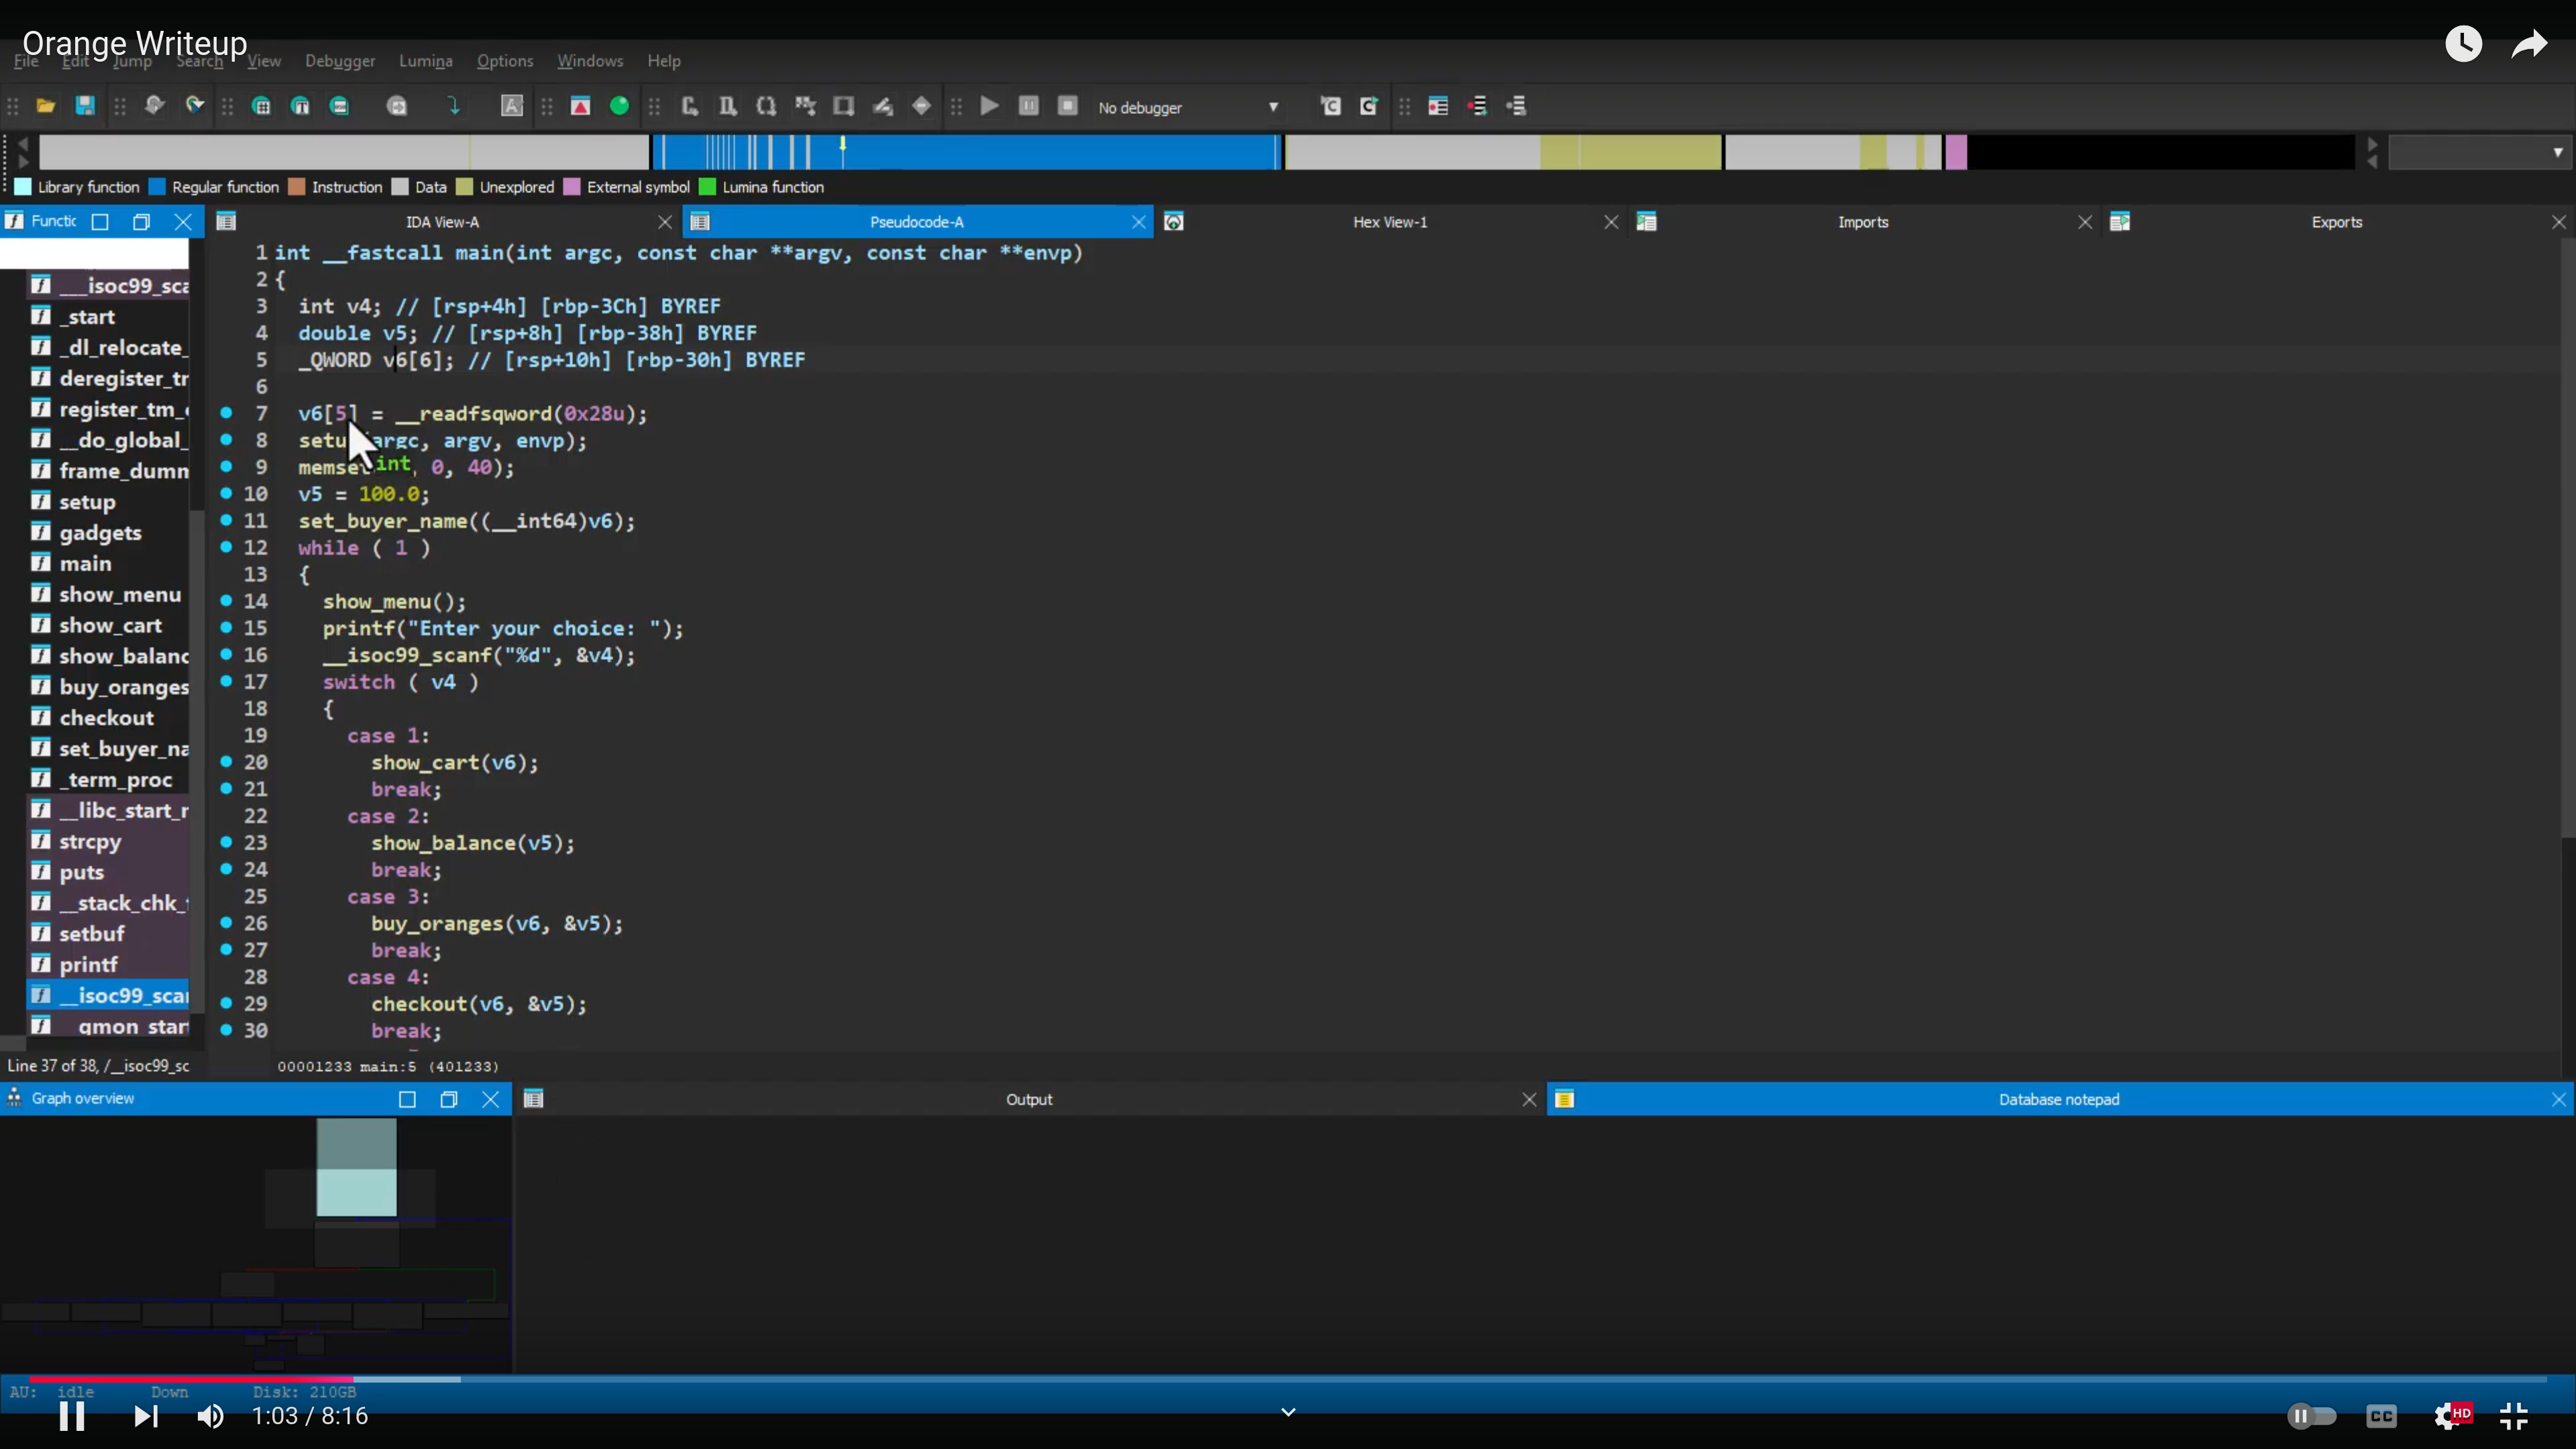 Orange Writeup
File Edit Jump Search View Debugger Lumina Options Windows Help
No debugger
Library function Regular function Instruction Data Unexplored External symbol Lumina function
Functic IDA View-A Pseudocode-A Hex View-1 Imports Exports
___isoc99_sca
_start
_dl_relocate_
deregister_tr
register_tm_
__do_global_
frame_dumm
setup
gadgets
main
show_menu
show_cart
show_balanc
buy_oranges
checkout
set_buyer_na
_term_proc
__libc_start_r
strcpy
puts
__stack_chk_
setbuf
printf
__isoc99_scar
gmon start
1 int __fastcall main(int argc, const char **argv, const char **envp)
2 {
3 int v4; // [rsp+4h] [rbp-3Ch] BYREF
4 double v5; // [rsp+8h] [rbp-38h] BYREF
5 _QWORD v6[6]; // [rsp+10h] [rbp-30h] BYREF
6
7 v6[5] = __readfsqword(0x28u);
8 setu argc, argv, envp);
9 memse int, 0, 40);
10 v5 = 100.0;
11 set_buyer_name((__int64)v6);
12 while ( 1 )
13 {
14 show_menu();
15 printf("Enter your choice: ");
16 __isoc99_scanf("%d", &v4);
17 switch ( v4 )
18 {
19 case 1:
20 show_cart(v6);
21 break;
22 case 2:
23 show_balance(v5);
24 break;
25 case 3:
26 buy_oranges(v6, &v5);
27 break;
28 case 4:
29 checkout(v6, &v5);
30 break;
Line 37 of 38, /__isoc99_sc
00001233 main:5 (401233)
Graph overview Output Database notepad
AU: idle Down Disk: 210GB
1:03 / 8:16
CC HD